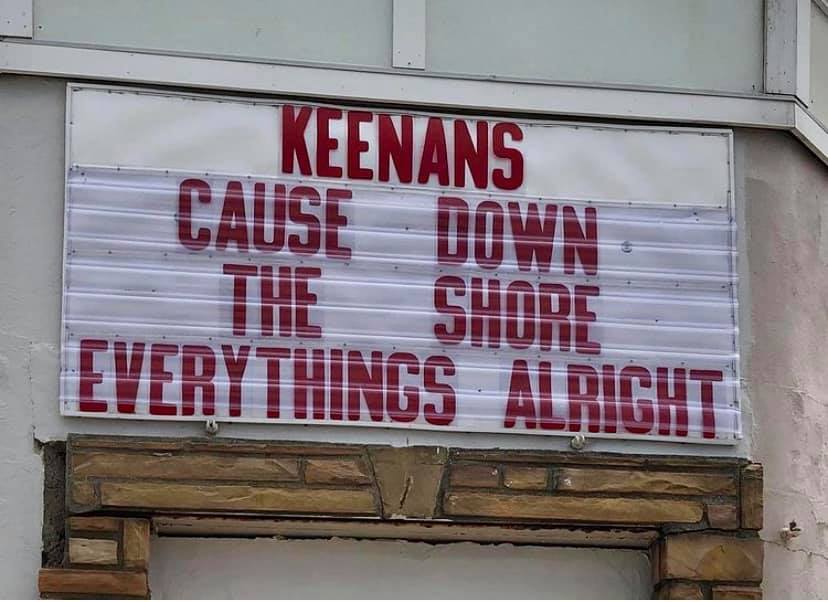 KEENANS
CAUSE DOWN
THE SHORE
EVERYTHINGS ALRIGHT